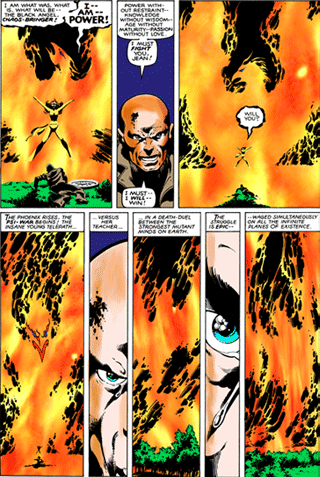 I AM WHAT WAS, WHAT
IS, WHAT WILL BE --
THE BLACK ANGEL,
CHAOS-BRINGER!
I--
--AM--
POWER!
POWER WITH-
OUT RESTRAINT--
KNOWLEDGE
WITHOUT WISDOM--
AGE WITHOUT
MATURITY--PASSION
WITHOUT LOVE.
I MUST
FIGHT YOU,
JEAN!
I MUST--
I WILL--
WIN!
WILL
YOU?
THE PHOENIX RISES, THE
PSI-WAR BEGINS! THE
INSANE YOUNG TELEPATH...
...VERSUS
HER
TEACHER...
...IN A DEATH-DUEL
BETWEEN THE
STRONGEST MUTANT
MINDS ON EARTH.
THE
STRUGGLE
IS EPIC--
--WAGED SIMULTANEOUSLY
ON ALL THE INFINITE
PLANES OF EXISTENCE.